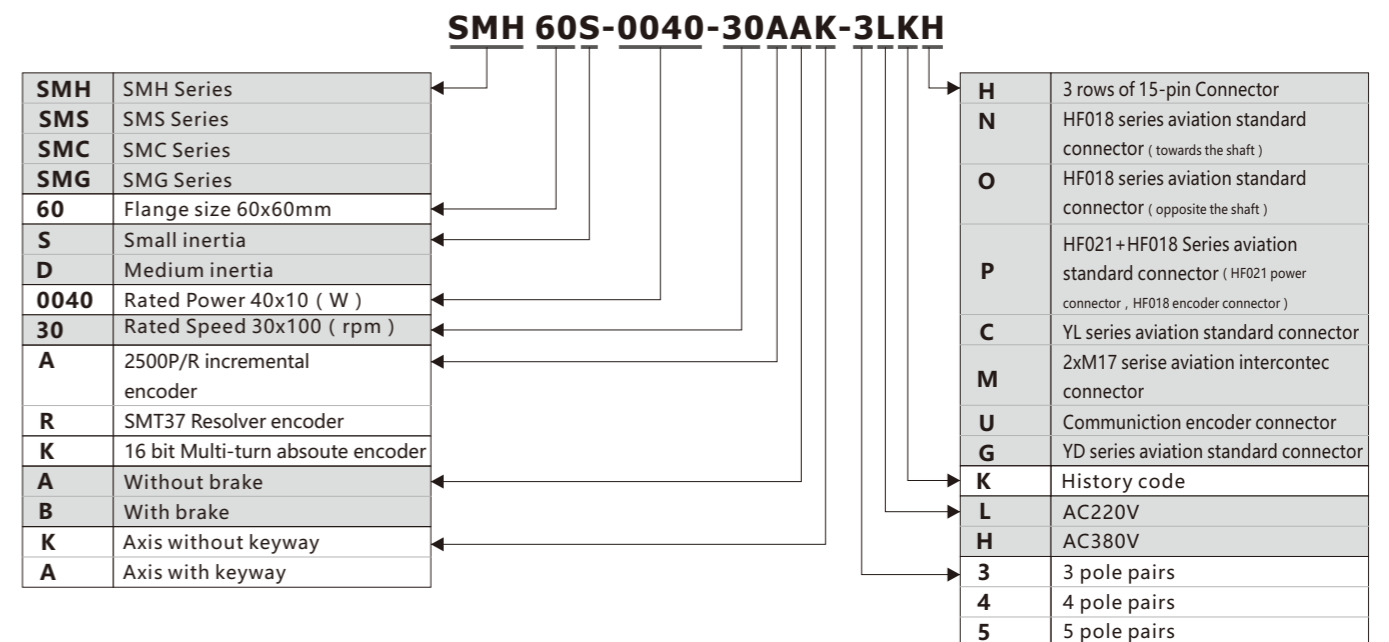 SMH 60S-0040-30AAK-3LKH
SMH SMH Series
SMS SMS Series
SMC SMC Series
SMG SMG Series
60 Flange size 60x60mm
S Small inertia
D Medium inertia
0040 Rated Power 40x10 ( W )
30 Rated Speed 30x100 ( rpm )
A 2500P/R incremental
encoder
R SMT37 Resolver encoder
K 16 bit Multi-turn absoute encoder
A Without brake
B With brake
K Axis without keyway
A Axis with keyway
H 3 rows of 15-pin Connector
N HF018 series aviation standard
connector ( towards the shaft )
O HF018 series aviation standard
connector ( opposite the shaft )
HF021+HF018 Series aviation
P standard connector ( HF021 power
connector , HF018 encoder connector )
C YL series aviation standard connector
2xM17 serise aviation intercontec
M
connector
U Communiction encoder connector
G YD series aviation standard connector
K History code
L AC220V
H AC380V
3 3 pole pairs
4 4 pole pairs
5 5 pole pairs